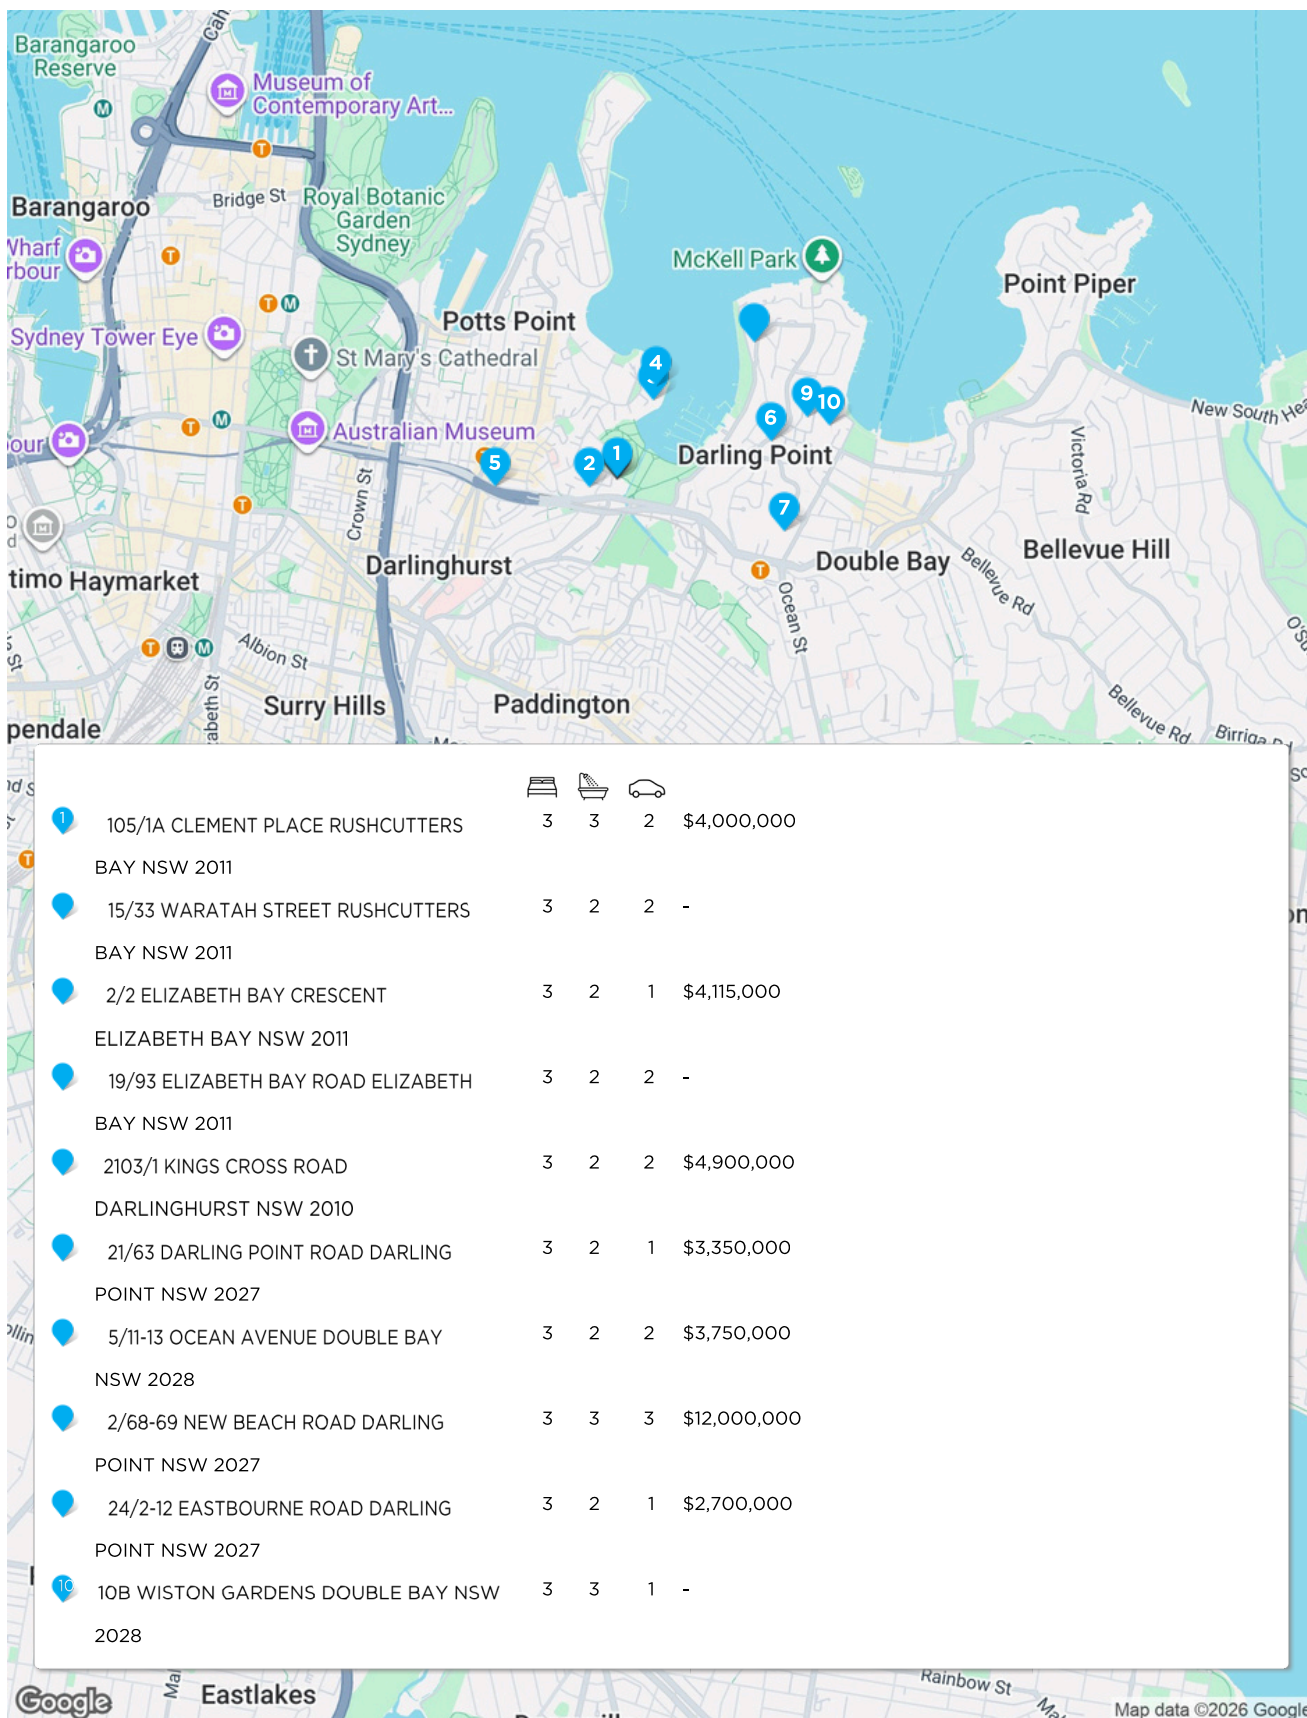 Barangaroo
Reserve
Cah
M
Museum of
Contemporary Art...
T
Bridge St
Royal Botanic
Garden
Sydney
Barangaroo
Wharf
rbour
T
McKell Park
Point Piper
T M
Potts Point
Sydney Tower Eye
St Mary's Cathedral
4
9
10
6
New South Hea
T M
Australian Museum
our
Darling Point
Victoria Rd
5
2
1
Crown St
T
7
Darlinghurst
Double Bay
Bellevue Hill
timo Haymarket
T
Bellevue Rd
Ocean St
T M
Albion St
Surry Hills
Paddington
zabeth St
Bellevue Rd
Birriga Rd
pendale
1 105/1A CLEMENT PLACE RUSHCUTTERS 3 3 2 $4,000,000
BAY NSW 2011
15/33 WARATAH STREET RUSHCUTTERS 3 2 2 -
BAY NSW 2011
2/2 ELIZABETH BAY CRESCENT 3 2 1 $4,115,000
ELIZABETH BAY NSW 2011
19/93 ELIZABETH BAY ROAD ELIZABETH 3 2 2 -
BAY NSW 2011
2103/1 KINGS CROSS ROAD 3 2 2 $4,900,000
DARLINGHURST NSW 2010
21/63 DARLING POINT ROAD DARLING 3 2 1 $3,350,000
POINT NSW 2027
5/11-13 OCEAN AVENUE DOUBLE BAY 3 2 2 $3,750,000
NSW 2028
2/68-69 NEW BEACH ROAD DARLING 3 3 3 $12,000,000
POINT NSW 2027
24/2-12 EASTBOURNE ROAD DARLING 3 2 1 $2,700,000
POINT NSW 2027
10 10B WISTON GARDENS DOUBLE BAY NSW 3 3 1 -
2028
Eastlakes
Rainbow St
Google
Map data ©2026 Google